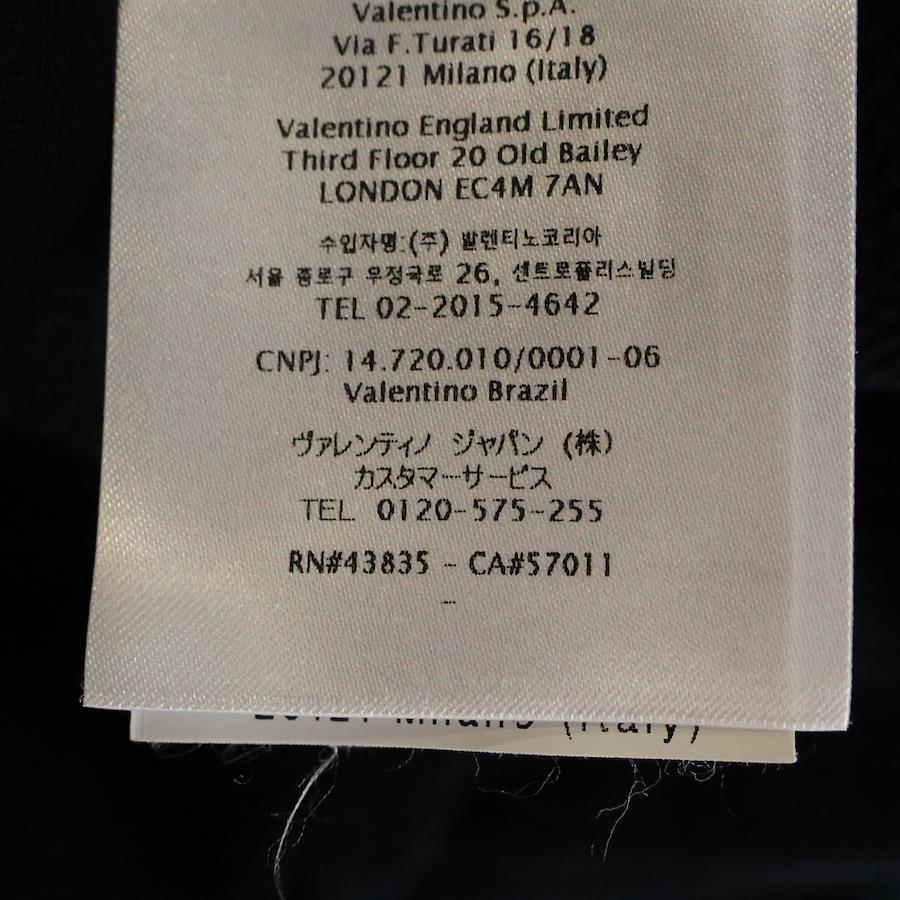 Valentino S.p.A.
Via F.Turati 16/18
20121 Milano (Italy)
Valentino England Limited
Third Floor 20 Old Bailey
LONDON EC4M 7AN
수입자명:(주) 발렌티노코리아
서울 종로구 우정국로 26, 센트로폴리스빌딩
TEL 02-2015-4642
CNPJ: 14.720.010/0001-06
Valentino Brazil
ヴァレンティノ ジャパン (株)
カスタマーサービス
TEL 0120-575-255
RN#43835 - CA#57011
-
20121 Milano (Italy)